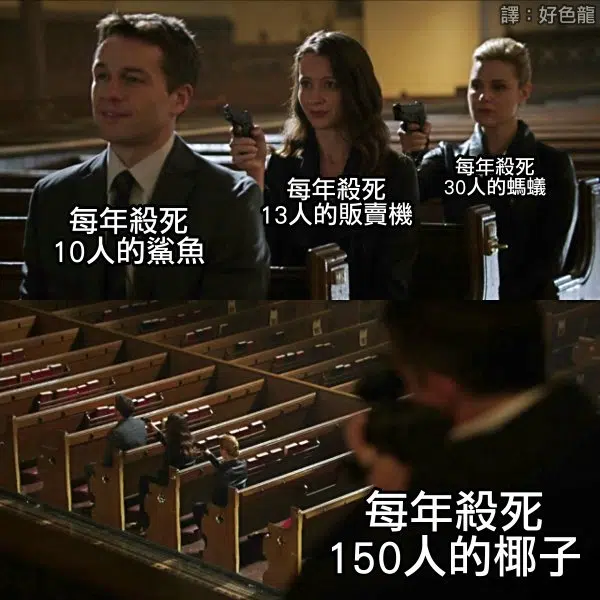 譯：好色龍
每年殺死
10人的鯊魚
每年殺死
13人的販賣機
每年殺死
30人的螞蟻
每年殺死
150人的椰子